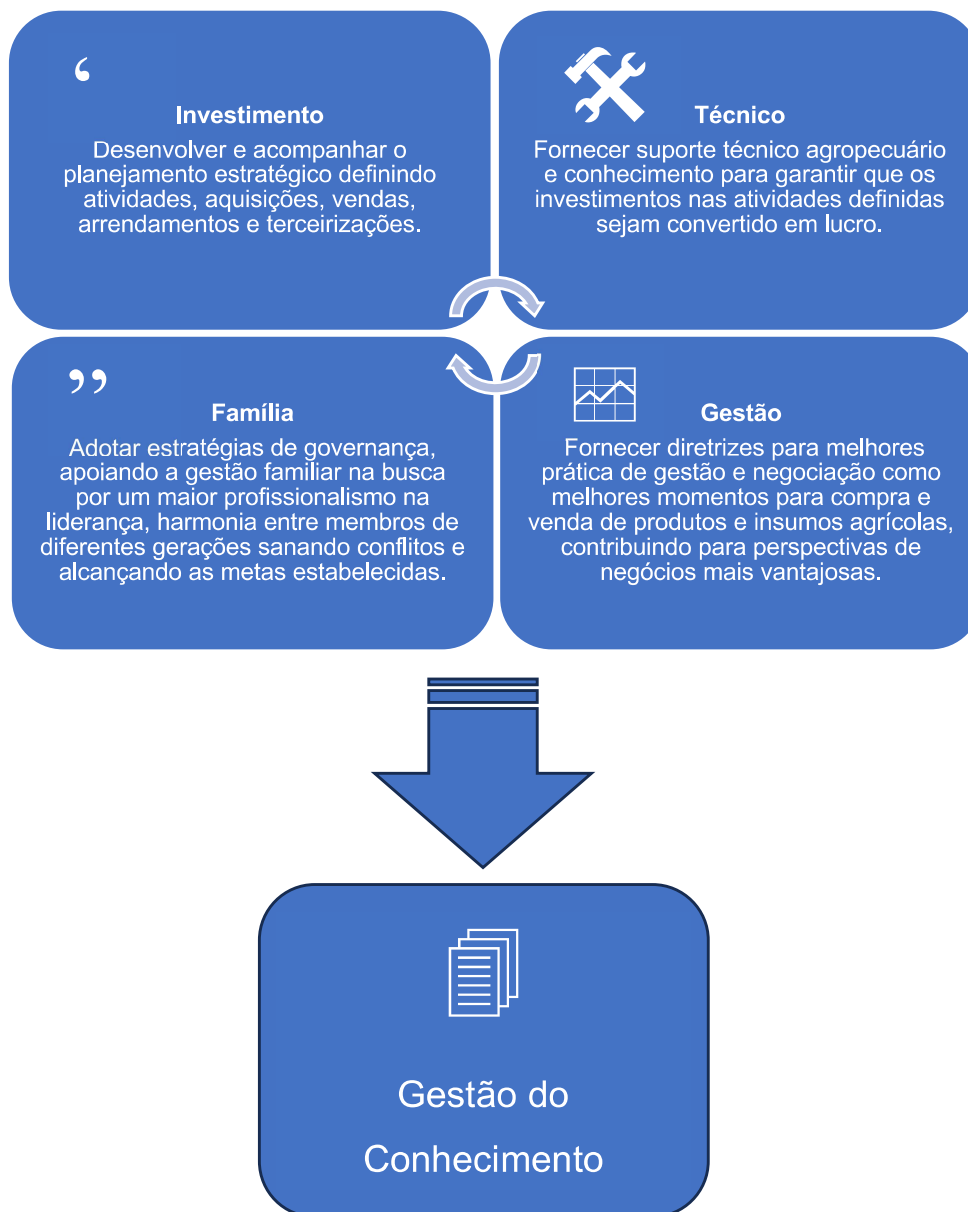 Investimento
Desenvolver e acompanhar o
planejamento estratégico definindo
atividades, aquisições, vendas,
arrendamentos e terceirizações.
Técnico
Fornecer suporte técnico agropecuário
e conhecimento para garantir que os
investimentos nas atividades definidas
sejam convertido em lucro.
Família
Adotar estratégias de governança,
apoiando a gestão familiar na busca
por um maior profissionalismo na
liderança, harmonia entre membros de
diferentes gerações sanando conflitos e
alcançando as metas estabelecidas.
Gestão
Fornecer diretrizes para melhores
prática de gestão e negociação como
melhores momentos para compra e
venda de produtos e insumos agrícolas,
contribuindo para perspectivas de
negócios mais vantajosas.
Gestão do
Conhecimento